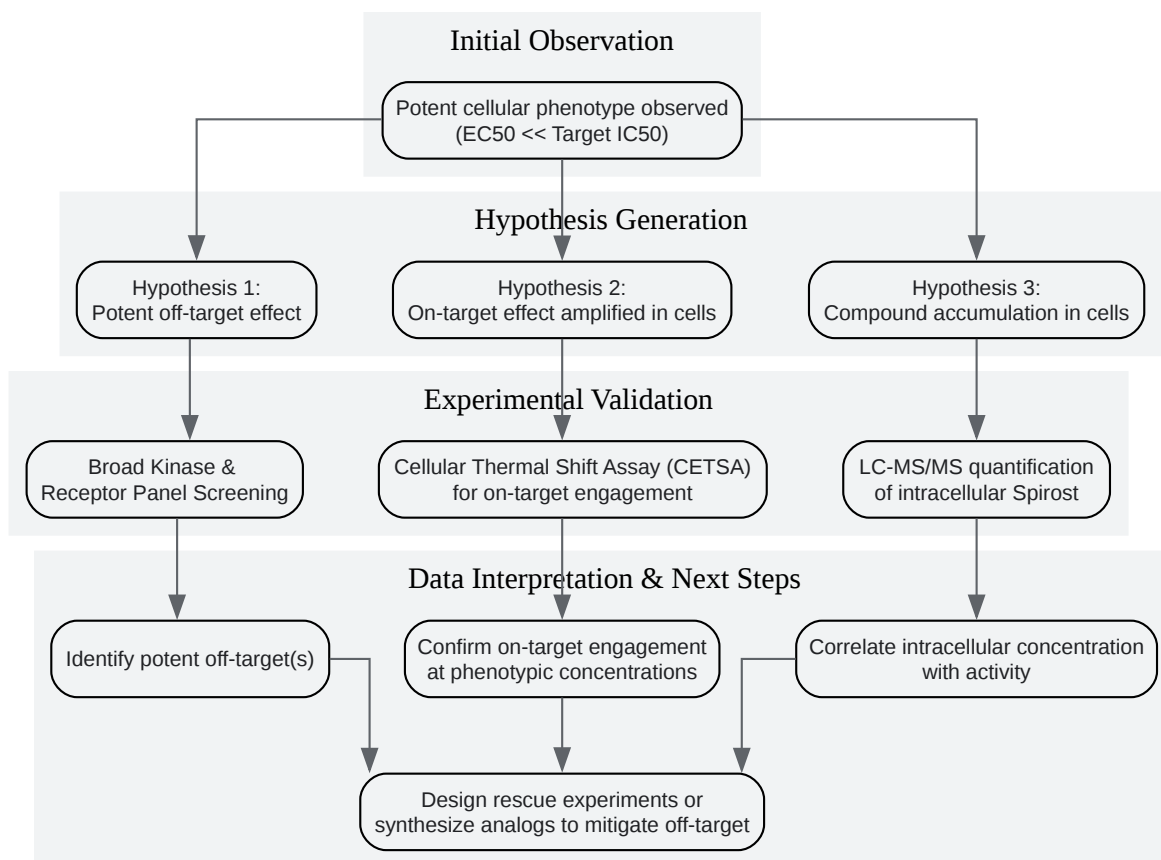 Initial Observation
Potent cellular phenotype observed
(EC50 << Target IC50)
Hypothesis Generation
Hypothesis 1:
Potent off-target effect
Hypothesis 2:
On-target effect amplified in cells
Hypothesis 3:
Compound accumulation in cells
Experimental Validation
Broad Kinase &
Receptor Panel Screening
Cellular Thermal Shift Assay (CETSA)
for on-target engagement
LC-MS/MS quantification
of intracellular Spirost
Data Interpretation & Next Steps
Identify potent off-target(s)
Confirm on-target engagement
at phenotypic concentrations
Correlate intracellular concentration
with activity
Design rescue experiments or
synthesize analogs to mitigate off-target